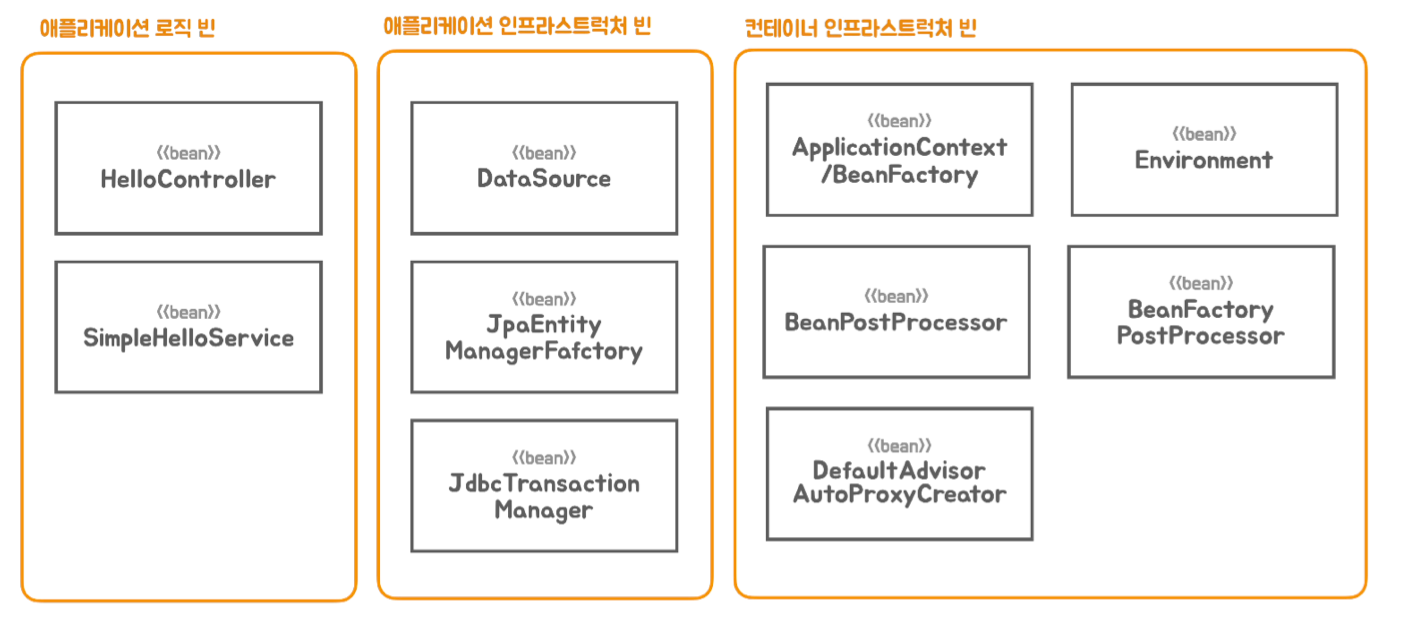 애플리케이션 로직 빈
<<bean>>
HelloController
<<bean>>
SimpleHelloService
애플리케이션 인프라스트럭처 빈
<<bean>>
DataSource
<<bean>>
JpaEntity
ManagerFafctory
<<bean>>
JdbcTransaction
Manager
컨테이너 인프라스트럭처 빈
<<bean>>
ApplicationContext
/BeanFactory
<<bean>>
Environment
<<bean>>
BeanPostProcessor
<<bean>>
BeanFactory
PostProcessor
<<bean>>
DefaultAdvisor
AutoProxyCreator